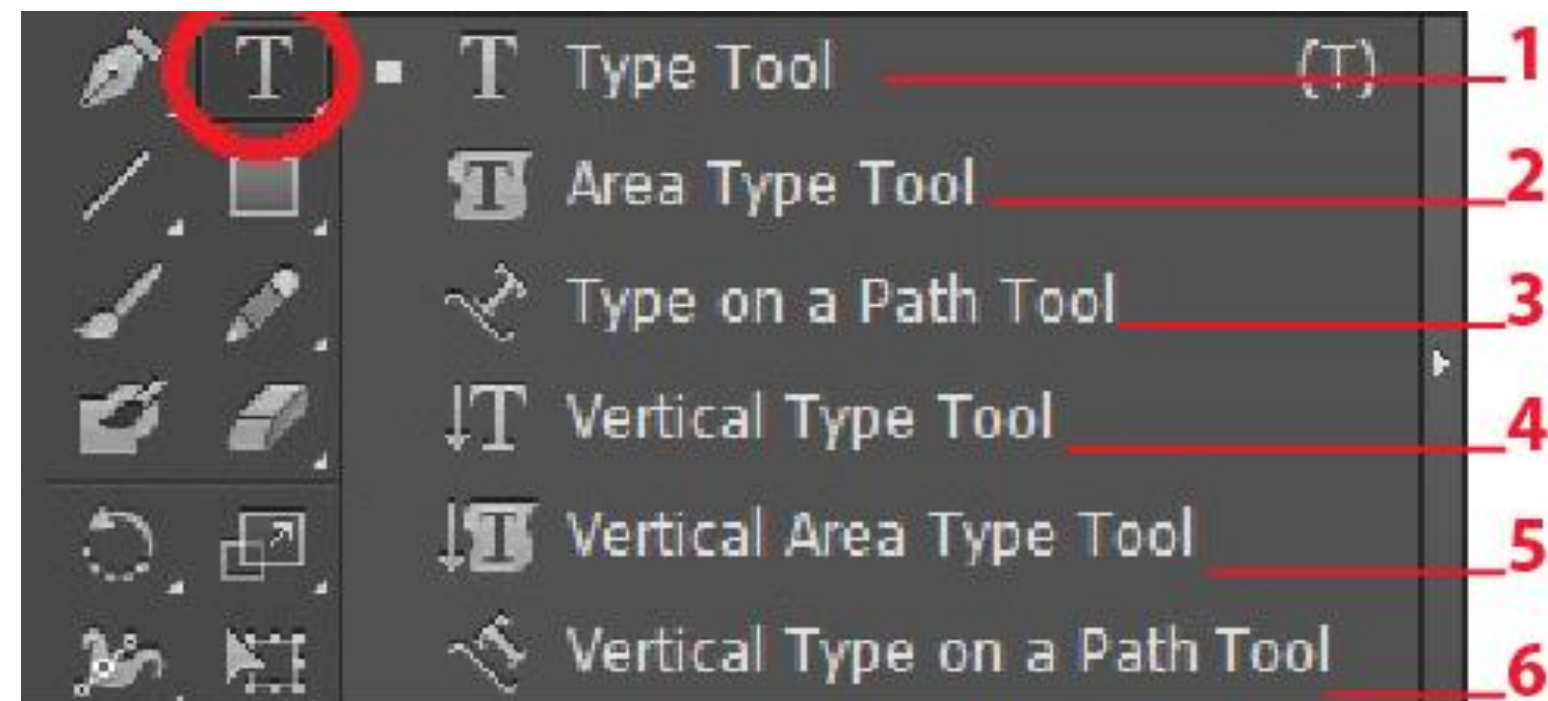 T T Type Tool (T) 1
T Area Type Tool 2
Type on a Path Tool 3
T Vertical Type Tool 4
T Vertical Area Type Tool 5
Vertical Type on a Path Tool 6